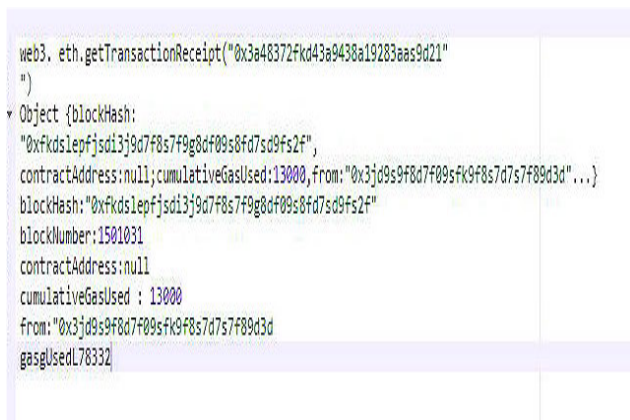 web3. eth.getTransactionReceipt("0x3a48372fkd43a9438a19283aas9d21"
")
Object {blockHash:
"0xfkdslepfjsdi3j9d7f8s7f9g8df09s8fd7sd9fs2f",
contractAddress:null;cumulativeGasUsed:13000,from:"0x3jd9s9f8d7f09sfk9f8s7d7s7f89d3d"...}
blockHash:"0xfkdslepfjsdi3j9d7f8s7f9g8df09s8fd7sd9fs2f"
blockNumber:1501031
contractAddress:null
cumulativeGasUsed : 13000
from:"0x3jd9s9f8d7f09sfk9f8s7d7s7f89d3d
gasgUsedL78332